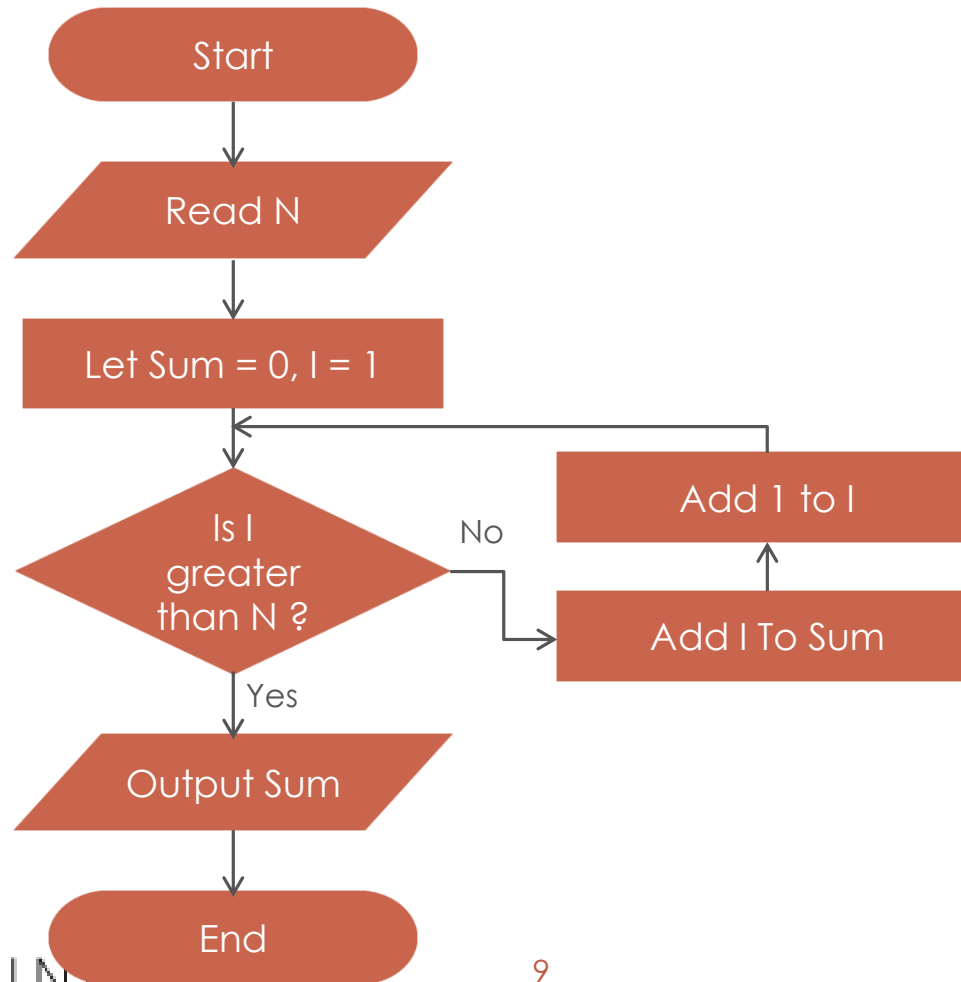 Start
Read N
Let Sum = 0, I = 1
Is I
greater
than N ?
No
Add 1 to I
Add I To Sum
Yes
Output Sum
End
9